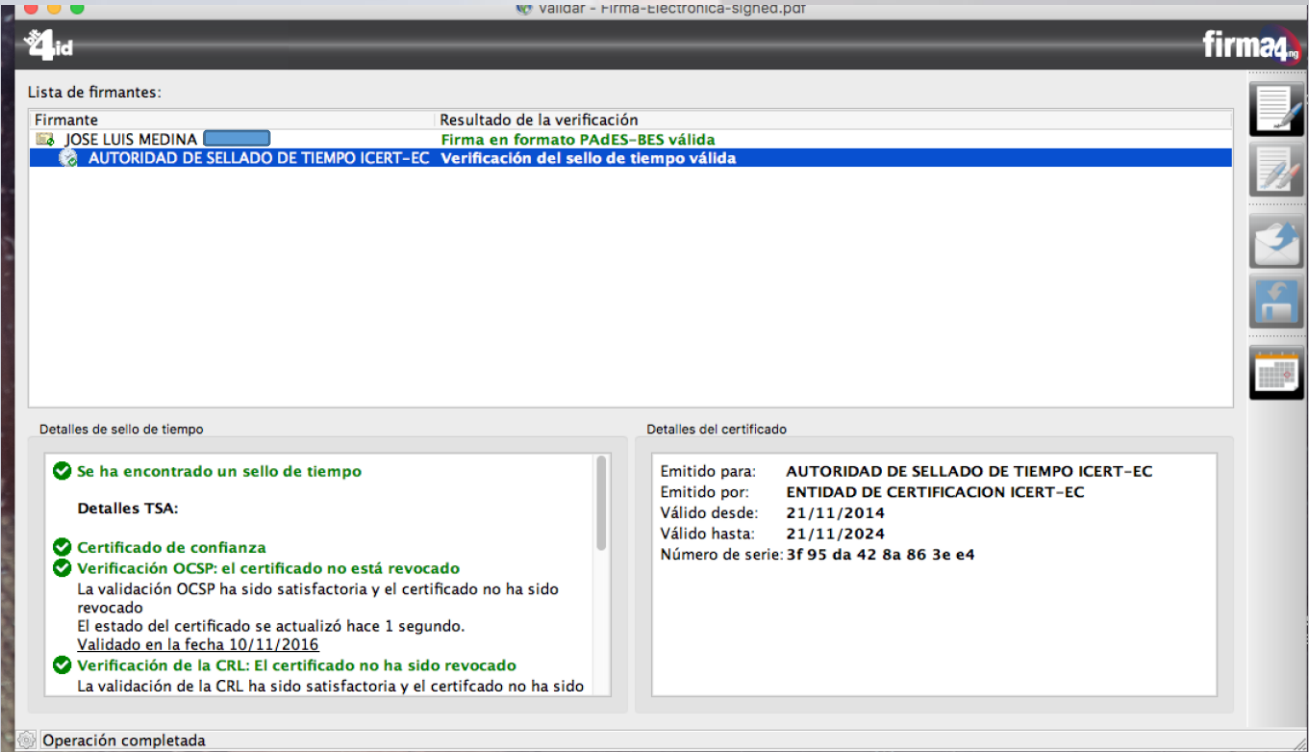 Validar - Firma-Electronica-signed.pdf
bit4id
firma4ng
Lista de firmantes:
Firmante Resultado de la verificación
JOSE LUIS MEDINA Firma en formato PAdES-BES válida
AUTORIDAD DE SELLADO DE TIEMPO ICERT-EC Verificación del sello de tiempo válida
Detalles de sello de tiempo
Se ha encontrado un sello de tiempo
Detalles TSA:
Certificado de confianza
Verificación OCSP: el certificado no está revocado
La validación OCSP ha sido satisfactoria y el certificado no ha sido
revocado
El estado del certificado se actualizó hace 1 segundo.
Validado en la fecha 10/11/2016
Verificación de la CRL: El certificado no ha sido revocado
La validación de la CRL ha sido satisfactoria y el certifcado no ha sido
Detalles del certificado
Emitido para: AUTORIDAD DE SELLADO DE TIEMPO ICERT-EC
Emitido por: ENTIDAD DE CERTIFICACION ICERT-EC
Válido desde: 21/11/2014
Válido hasta: 21/11/2024
Número de serie: 3f 95 da 42 8a 86 3e e4
Operación completada